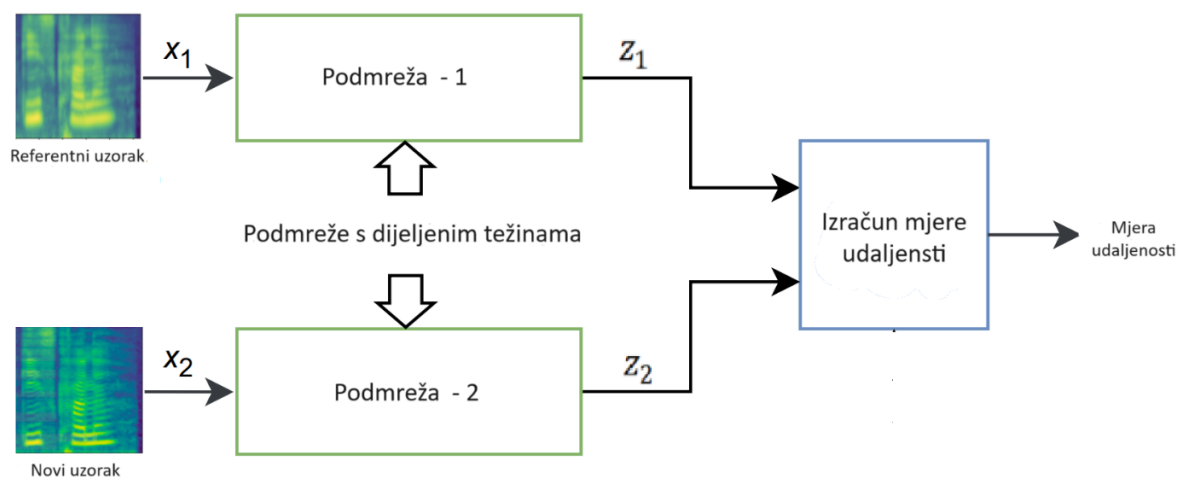 x1
Podmreža - 1
z1
Referentni uzorak
Podmreže s dijeljenim težinama
Izračun mjere
udaljensti
Mjera
udaljenosti
x2
Podmreža - 2
z2
Novi uzorak